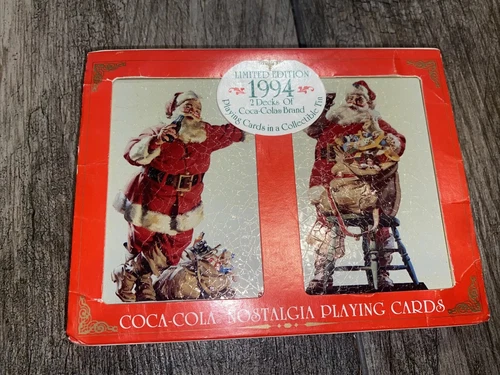 LIMITED EDITION
1994
2 Decks Of
Coca-Cola® Brand
Playing Cards in a Collectible Tin
COCA-COLA NOSTALGIA PLAYING CARDS